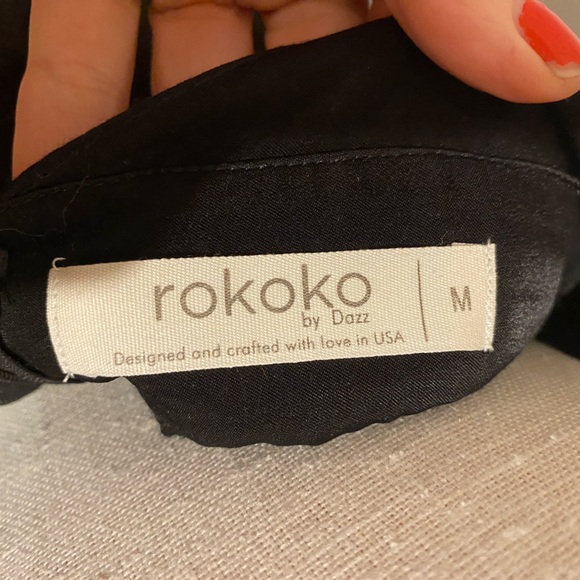 rokoko
by Dazz
M
Designed and crafted with love in USA